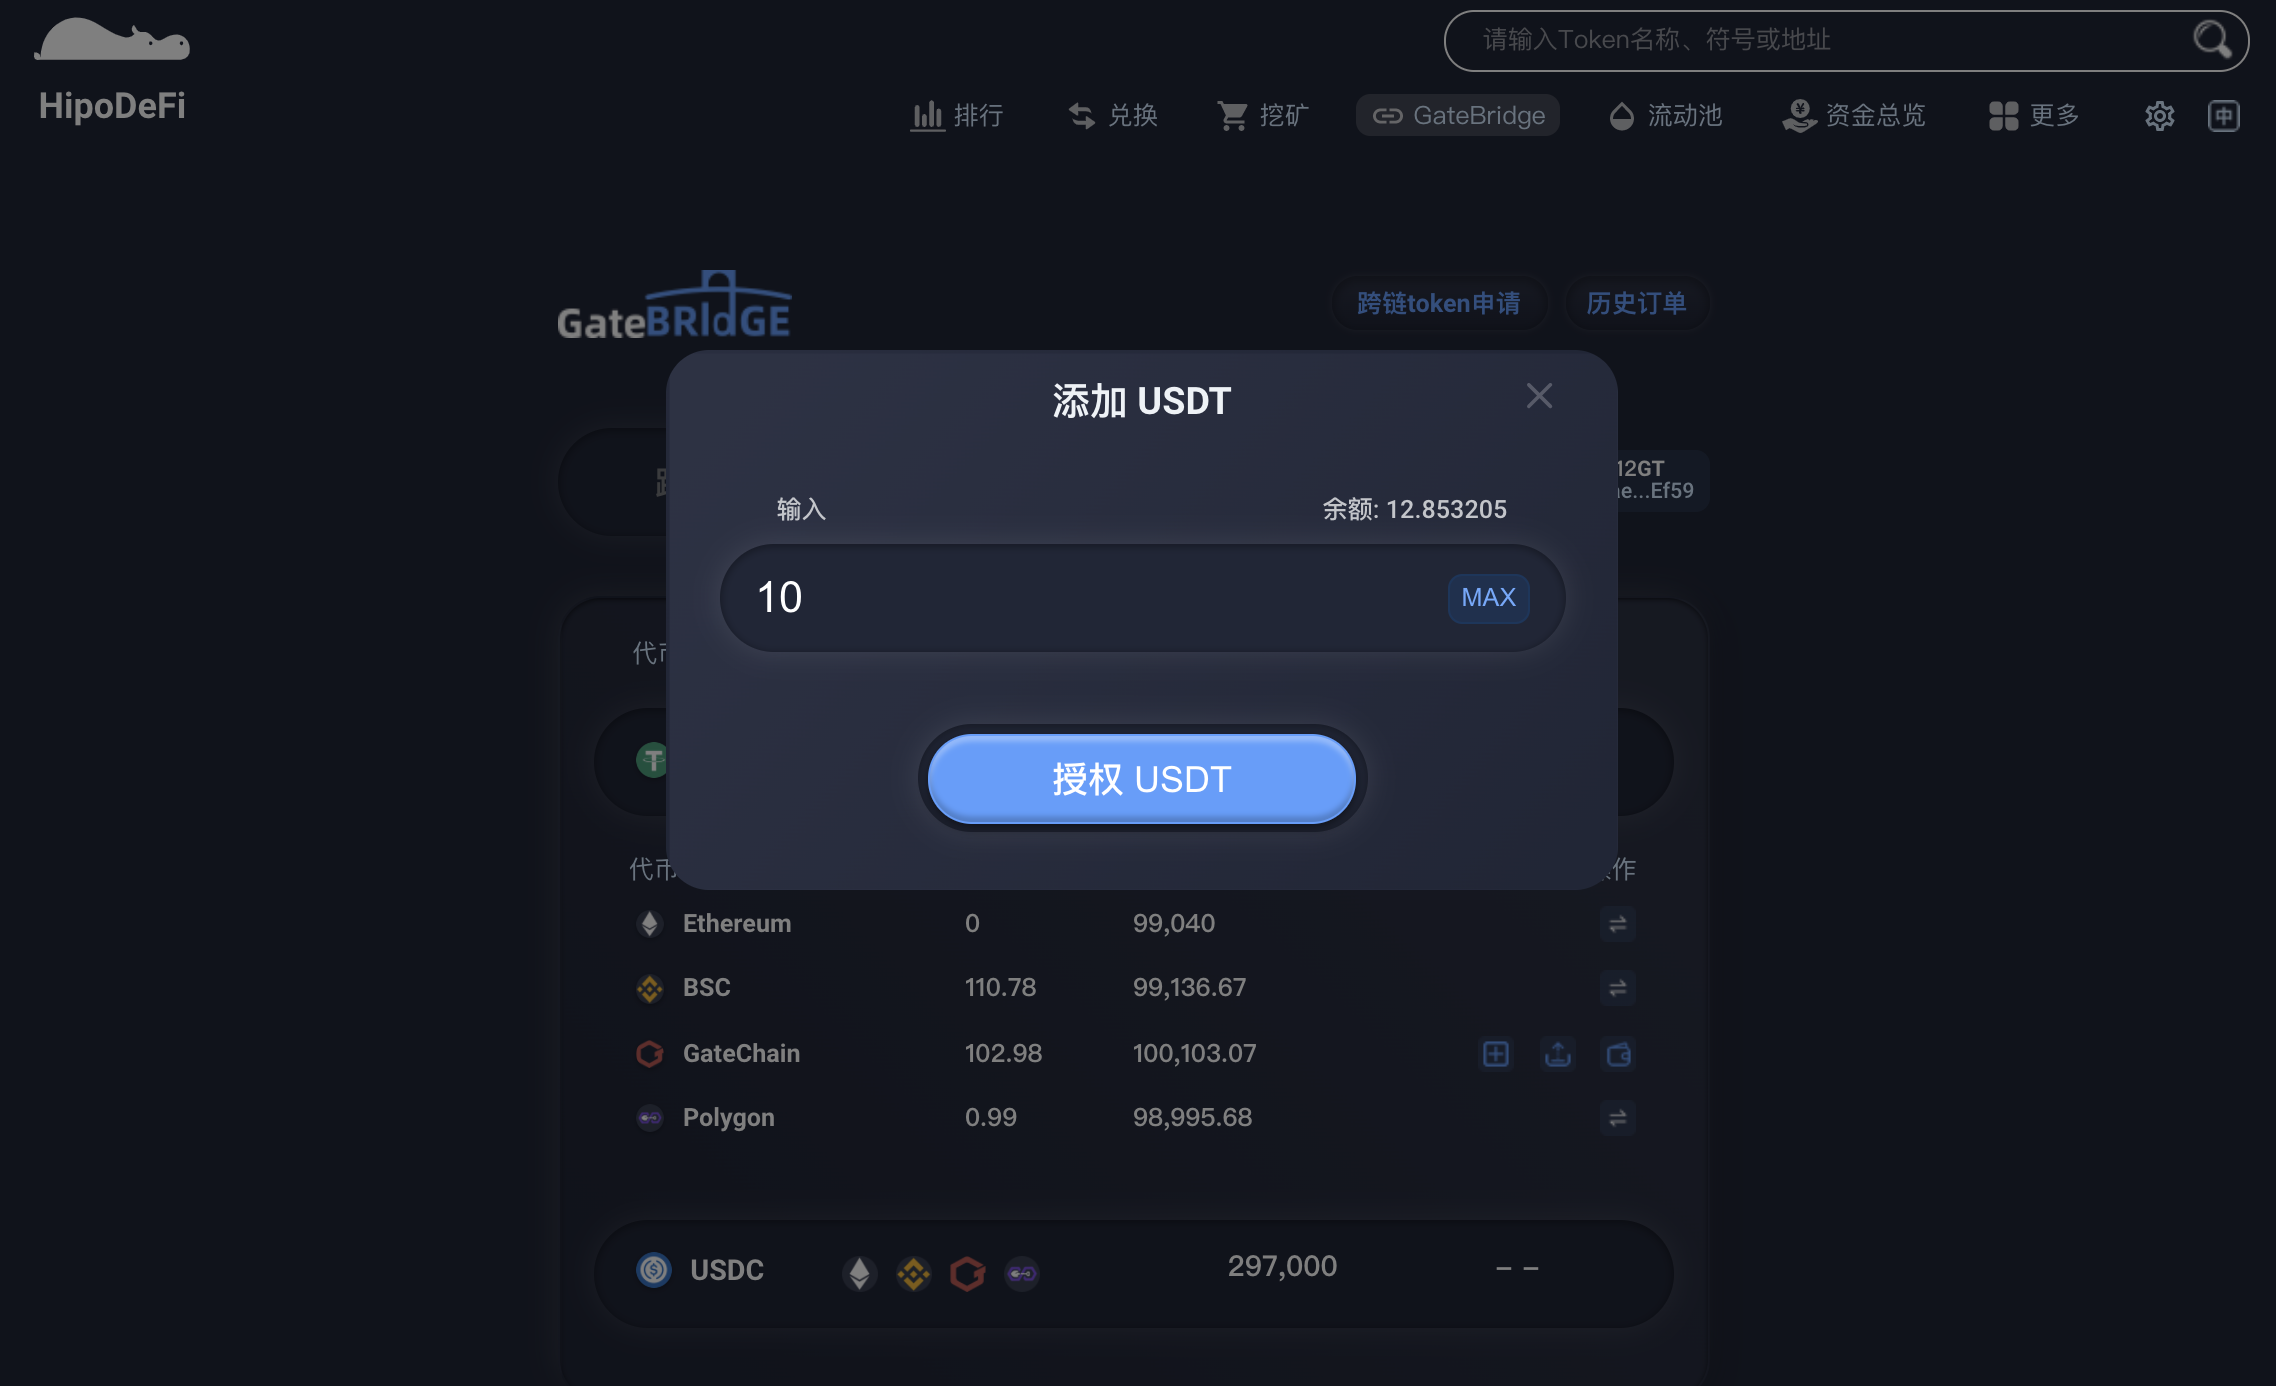 请输入Token名称、符号或地址
HipoDeFi
排行 兑换 挖矿 GateBridge 流动池 资金总览 更多 中
GateBRIdGE
跨链token申请 历史订单
添加 USDT
12GT
...Ef59
输入 余额: 12.853205
10 MAX
代
授权 USDT
代币 作
Ethereum 0 99,040
BSC 110.78 99,136.67
GateChain 102.98 100,103.07
Polygon 0.99 98,995.68
USDC 297,000 – –